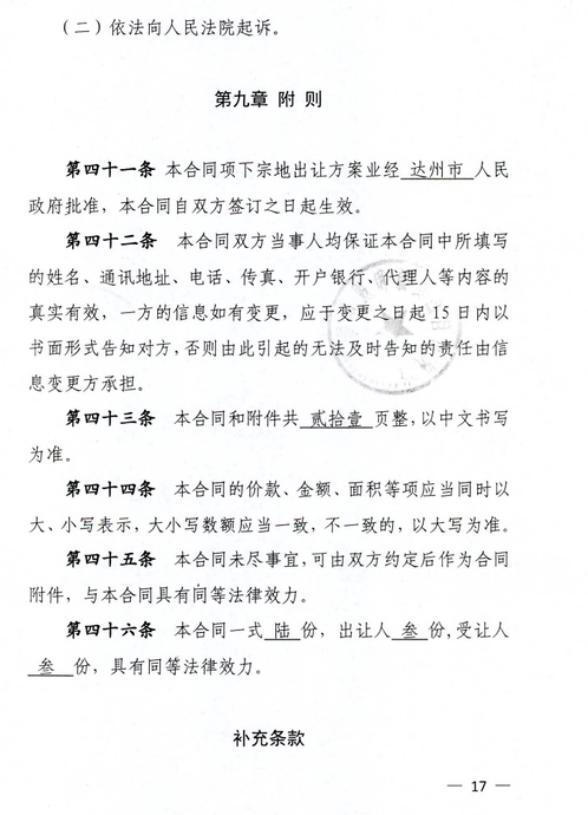 （二）依法向人民法院起诉。
第九章 附 则
第四十一条 本合同项下宗地出让方案业经 达州市 人民
政府批准，本合同自双方签订之日起生效。
第四十二条 本合同双方当事人均保证本合同中所填写
的姓名、通讯地址、电话、传真、开户银行、代理人等内容的
真实有效，一方的信息如有变更，应于变更之日起 15 日内以
书面形式告知对方，否则由此引起的无法及时告知的责任由信
息变更方承担。
第四十三条 本合同和附件共 贰拾壹 页整，以中文书写
为准。
第四十四条 本合同的价款、金额、面积等项应当同时以
大、小写表示，大小写数额应当一致，不一致的，以大写为准。
第四十五条 本合同未尽事宜，可由双方约定后作为合同
附件，与本合同具有同等法律效力。
第四十六条 本合同一式 陆 份，出让人 叁 份，受让人
叁 份，具有同等法律效力。
补充条款
— 17 —